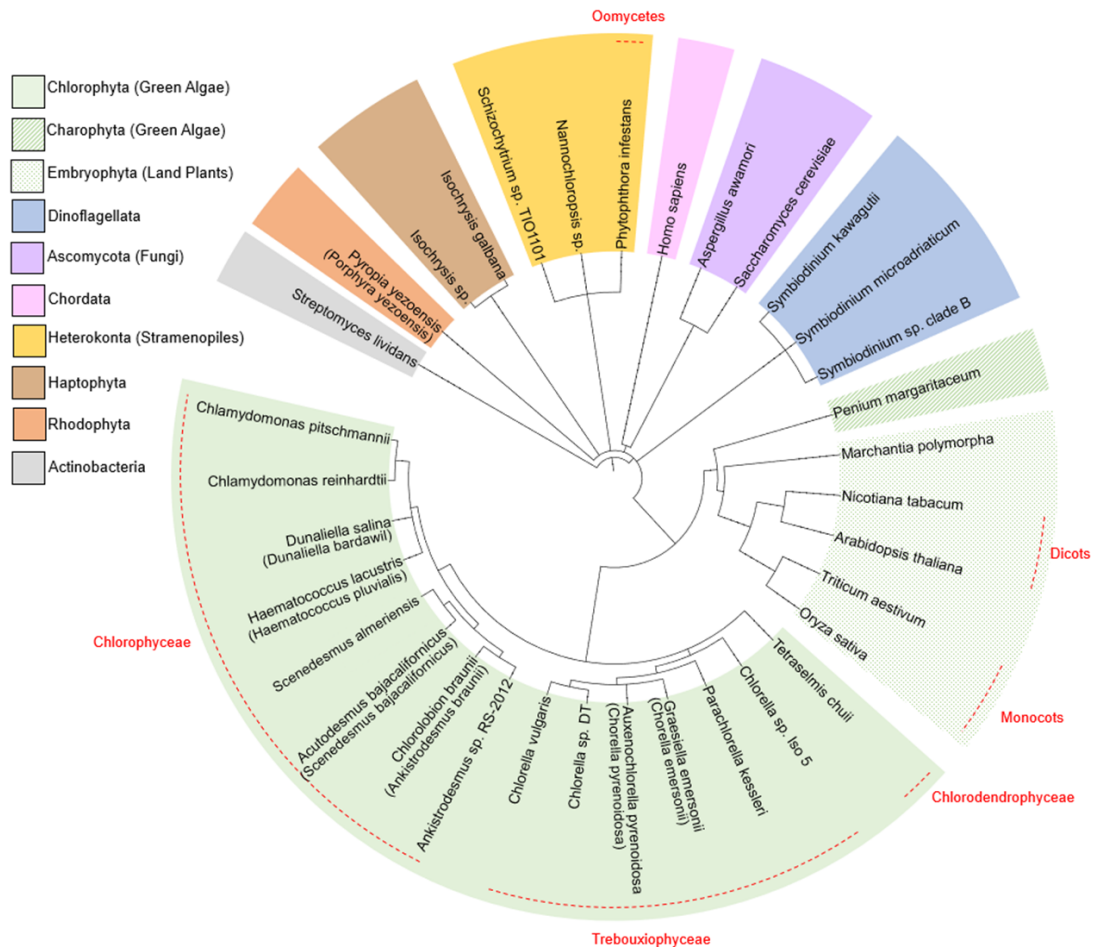 Oomycetes
Chlorophyta (Green Algae)
Charophyta (Green Algae)
Embryophyta (Land Plants)
Dinoflagellata
Ascomycota (Fungi)
Chordata
Heterokonta (Stramenopiles)
Haptophyta
Rhodophyta
Actinobacteria
Streptomyces lividans
Pyropia yezoensis
(Porphyra yezoensis)
Isochrysis sp.
Isochrysis galbana
Schizochytrium sp. TIO1101
Nannochloropsis sp.
Phytophthora infestans
Homo sapiens
Aspergillus awamori
Saccharomyces cerevisiae
Symbiodinium kawagutii
Symbiodinium microadriaticum
Symbiodinium sp. clade B
Penium margaritaceum
Marchantia polymorpha
Nicotiana tabacum
Arabidopsis thaliana
Triticum aestivum
Oryza sativa
Dicots
Monocots
Chlorodendrophyceae
Tetraselmis chuii
Chlorella sp. Iso 5
Parachlorella kessleri
Graesiella emersonii
(Chorella emersonii)
Auxenochlorella pyrenoidosa
(Chorella pyrenoidosa)
Chlorella sp. DT
Chlorella vulgaris
Ankistrodesmus sp. RS-2012
Chlorolobion braunii
(Ankistrodesmus braunii)
Acutodesmus bajacalifornicus
(Scenedesmus bajacalifornicus)
Scenedesmus almeriensis
Haematococcus lacustris
(Haematococcus pluvialis)
Dunaliella salina
(Dunaliella bardawil)
Chlamydomonas reinhardtii
Chlamydomonas pitschmannii
Chlorophyceae
Trebouxiophyceae